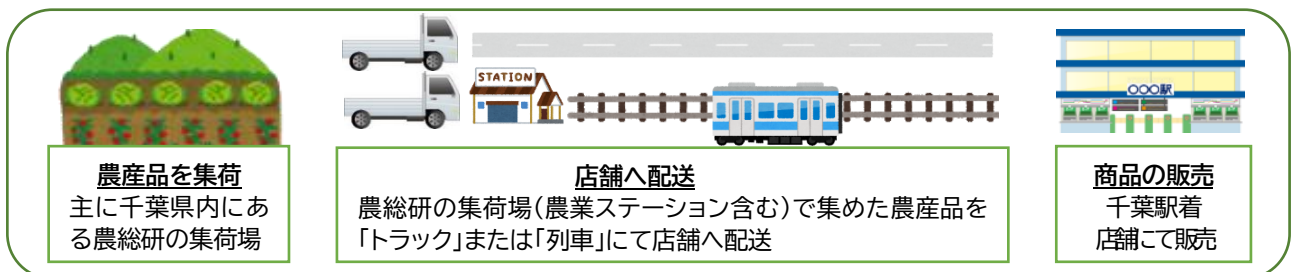 STATION
〇〇〇駅
農産品を集荷
主に千葉県内にあ
る農総研の集荷場
店舗へ配送
農総研の集荷場(農業ステーション含む)で集めた農産品を
「トラック」または「列車」にて店舗へ配送
商品の販売
千葉駅着
店舗にて販売